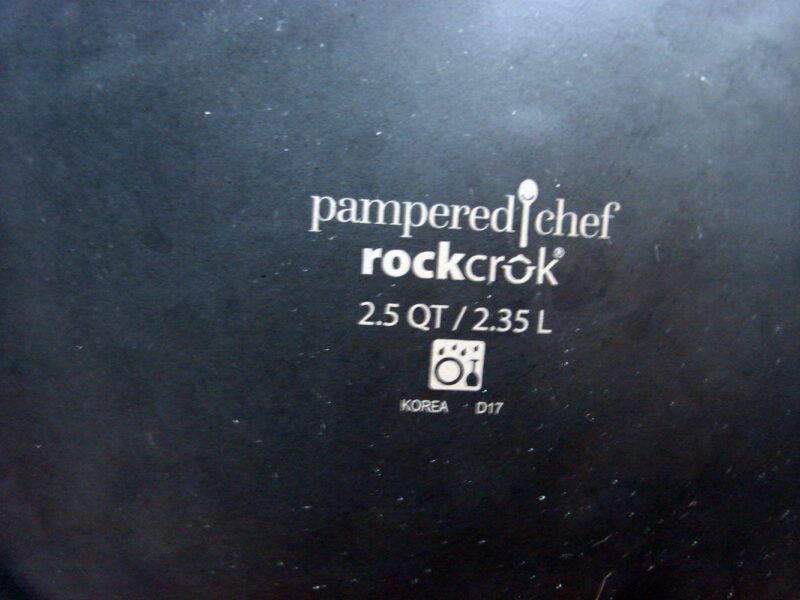 pampered chef
rockcrok®
2.5 QT / 2.35 L
KOREA D17